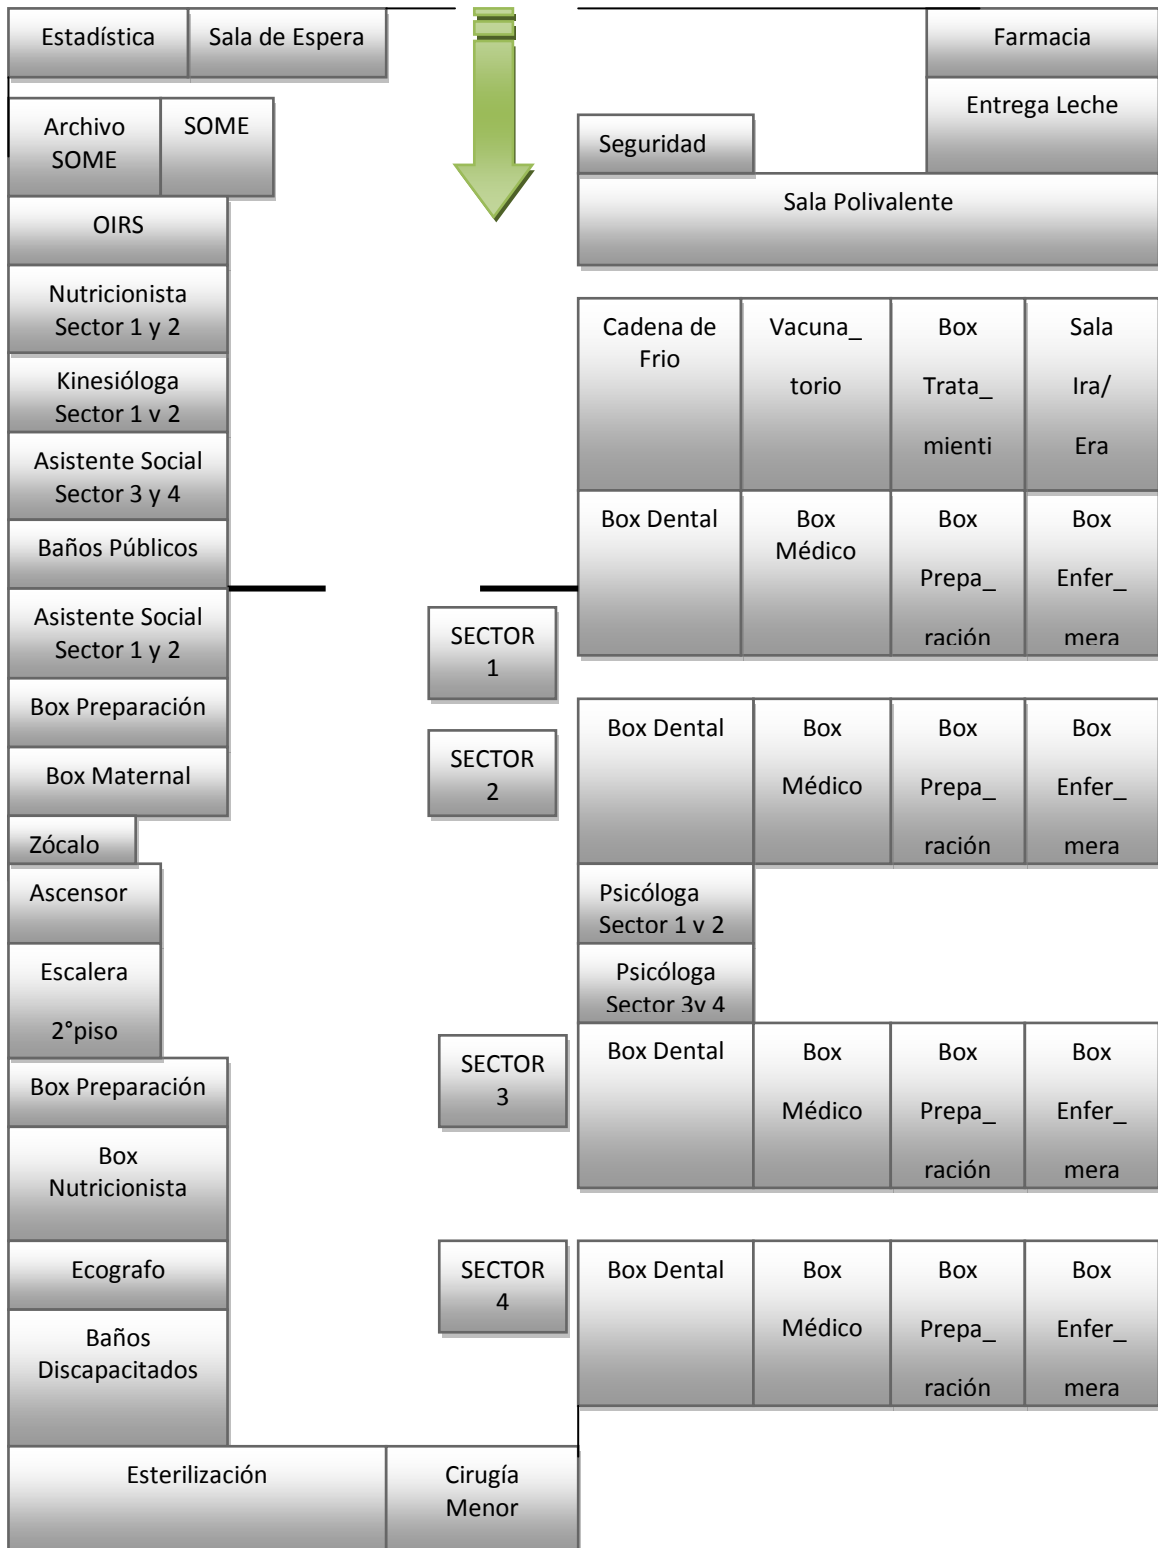 Estadística
Sala de Espera
Farmacia
Archivo
SOME
SOME
Entrega Leche
Seguridad
Sala Polivalente
OIRS
Nutricionista
Sector 1 y 2
Kinesióloga
Sector 1 y 2
Asistente Social
Sector 3 y 4
Baños Públicos
Asistente Social
Sector 1 y 2
Box Preparación
Box Maternal
Zócalo
Ascensor
Escalera
2°piso
Box Preparación
Box
Nutricionista
Ecografo
Baños
Discapacitados
Esterilización
Cirugía
Menor
Cadena de
Frio
Vacuna_
torio
Box
Trata_
mienti
Sala
Ira/
Era
SECTOR
1
Box Dental
Box
Médico
Box
Prepa_
ración
Box
Enfer_
mera
SECTOR
2
Box Dental
Box
Médico
Box
Prepa_
ración
Box
Enfer_
mera
Psicóloga
Sector 1 y 2
Psicóloga
Sector 3y 4
SECTOR
3
Box Dental
Box
Médico
Box
Prepa_
ración
Box
Enfer_
mera
SECTOR
4
Box Dental
Box
Médico
Box
Prepa_
ración
Box
Enfer_
mera